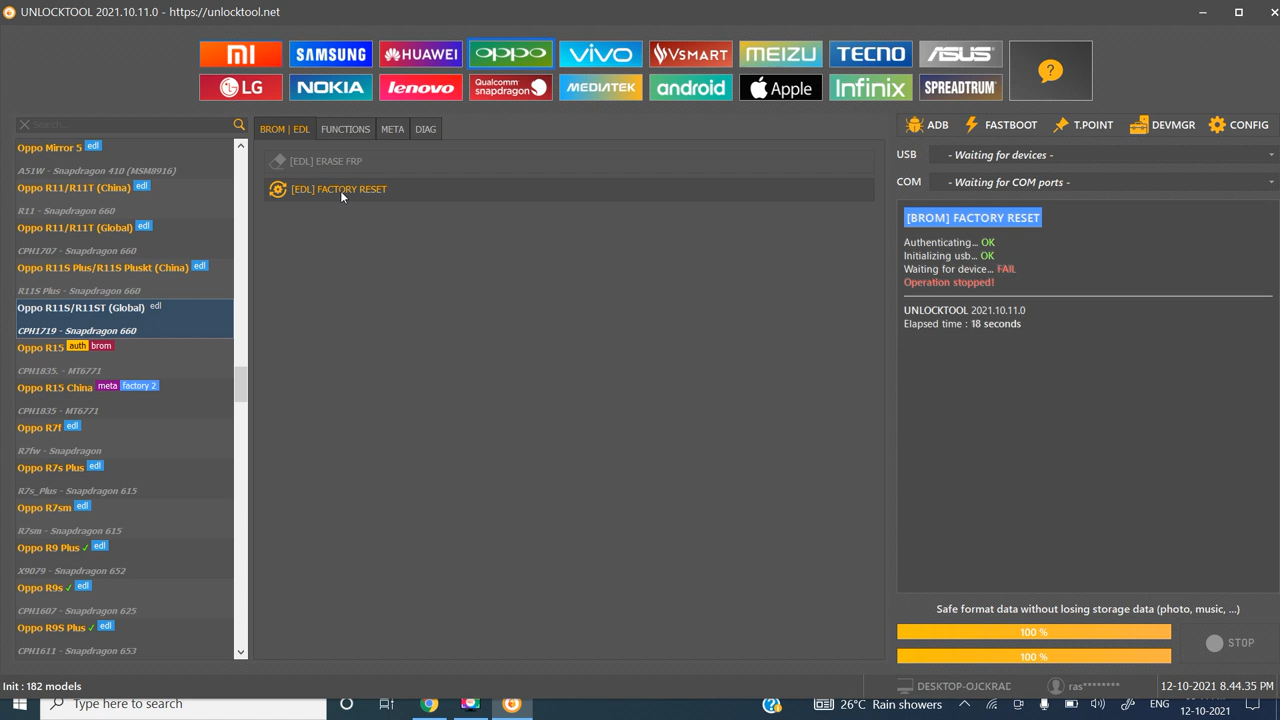 UNLOCKTOOL 2021.10.11.0 - https://unlocktool.net
MI SAMSUNG HUAWEI oppo vivo VSMART MEIZU TECNO ASUS ?
LG NOKIA lenovo Qualcomm snapdragon MEDIATEK android Apple Infinix SPREADTRUM
Search...
BROM | EDL FUNCTIONS META DIAG
ADB FASTBOOT T.POINT DEVMGR CONFIG
Oppo Mirror 5 edl
A51W - Snapdragon 410 (MSM8916)
Oppo R11/R11T (China) edl
R11 - Snapdragon 660
Oppo R11/R11T (Global) edl
CPH1707 - Snapdragon 660
Oppo R11S Plus/R11S Pluskt (China) edl
R11S Plus - Snapdragon 660
Oppo R11S/R11ST (Global) edl
CPH1719 - Snapdragon 660
Oppo R15 auth brom
CPH1835. - MT6771
Oppo R15 China meta factory 2
CPH1835 - MT6771
Oppo R7f edl
R7fw - Snapdragon
Oppo R7s Plus edl
R7s_Plus - Snapdragon 615
Oppo R7sm edl
R7sm - Snapdragon 615
Oppo R9 Plus ✓ edl
X9079 - Snapdragon 652
Oppo R9s ✓ edl
CPH1607 - Snapdragon 625
Oppo R9S Plus ✓ edl
CPH1611 - Snapdragon 653
[EDL] ERASE FRP
[EDL] FACTORY RESET
USB - Waiting for devices -
COM - Waiting for COM ports -
[BROM] FACTORY RESET
Authenticating... OK
Initializing usb... OK
Waiting for device... FAIL
Operation stopped!
UNLOCKTOOL 2021.10.11.0
Elapsed time : 18 seconds
Safe format data without losing storage data (photo, music, ...)
100 %
100 %
STOP
Init : 182 models
DESKTOP-OJCKRAD ras******** 12-10-2021 8.44.35 PM
Type here to search
26°C Rain showers
ENG
12-10-2021